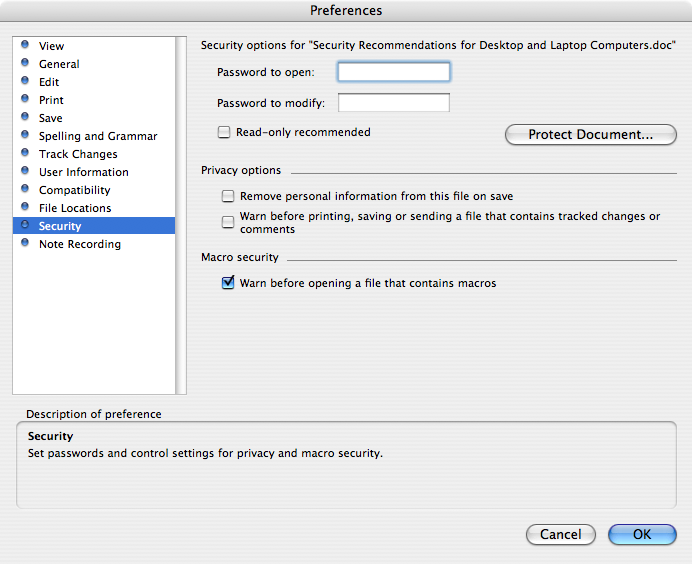 Preferences
View
General
Edit
Print
Save
Spelling and Grammar
Track Changes
User Information
Compatibility
File Locations
Security
Note Recording
Security options for "Security Recommendations for Desktop and Laptop Computers.doc"
Password to open:
Password to modify:
Read-only recommended
Protect Document...
Privacy options
Remove personal information from this file on save
Warn before printing, saving or sending a file that contains tracked changes or
comments
Macro security
Warn before opening a file that contains macros
Description of preference
Security
Set passwords and control settings for privacy and macro security.
Cancel
OK